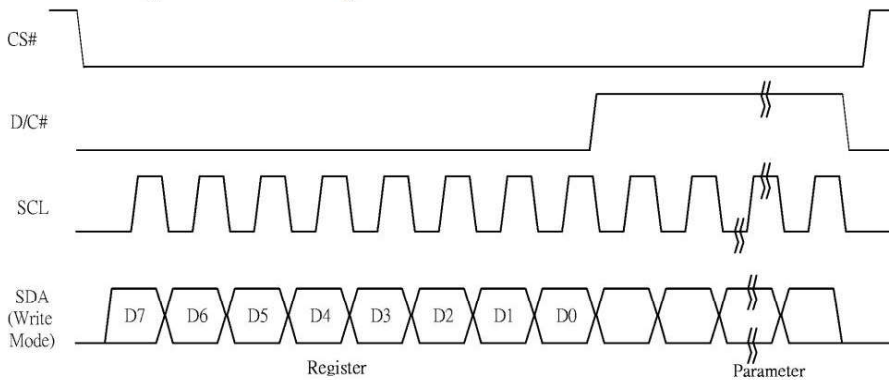 CS#
D/C#
SCL
SDA
(Write
Mode)
D7 D6 D5 D4 D3 D2 D1 D0
Register
Parameter